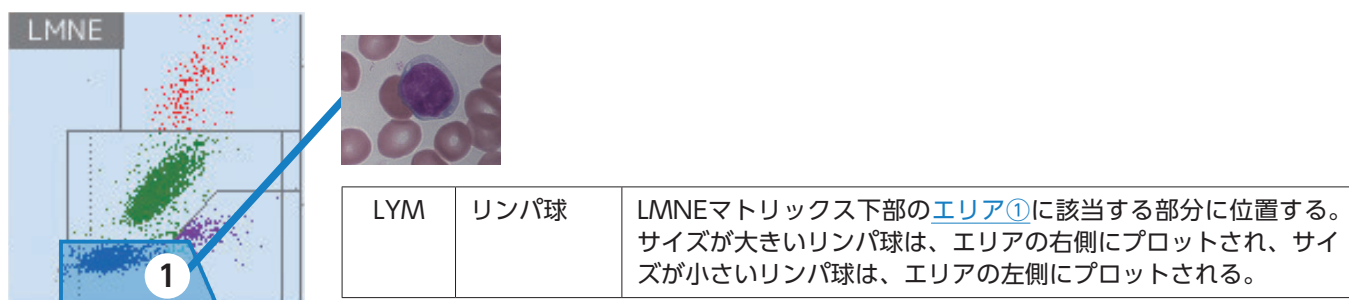 LMNE
1
LYM
リンパ球
LMNEマトリックス下部のエリア①に該当する部分に位置する。
サイズが大きいリンパ球は、エリアの右側にプロットされ、サイ
ズが小さいリンパ球は、エリアの左側にプロットされる。